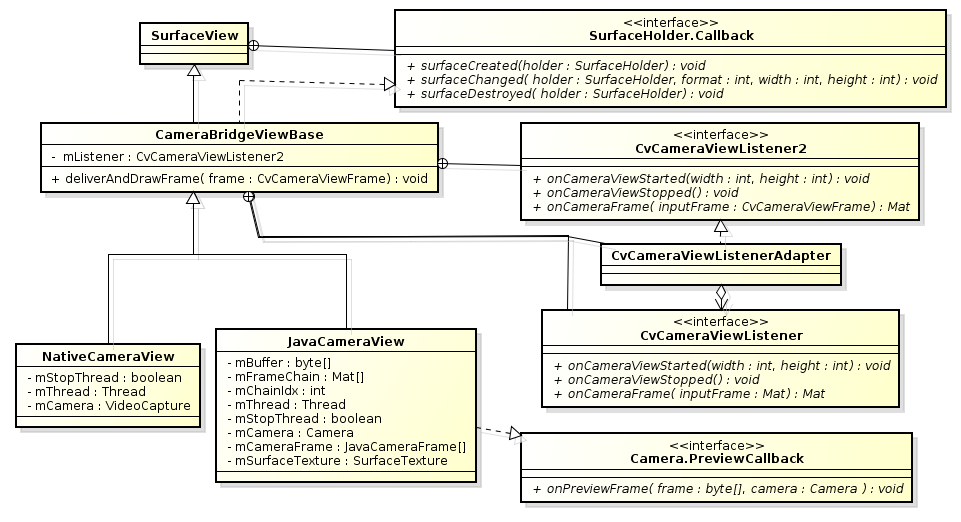 SurfaceView
<<interface>>
SurfaceHolder.Callback
+ surfaceCreated(holder : SurfaceHolder) : void
+ surfaceChanged( holder : SurfaceHolder, format : int, width : int, height : int) : void
+ surfaceDestroyed( holder : SurfaceHolder) : void
CameraBridgeViewBase
- mListener : CvCameraViewListener2
+ deliverAndDrawFrame( frame : CvCameraViewFrame) : void
<<interface>>
CvCameraViewListener2
+ onCameraViewStarted(width : int, height : int) : void
+ onCameraViewStopped() : void
+ onCameraFrame( inputFrame : CvCameraViewFrame) : Mat
CvCameraViewListenerAdapter
<<interface>>
CvCameraViewListener
+ onCameraViewStarted(width : int, height : int) : void
+ onCameraViewStopped() : void
+ onCameraFrame( inputFrame : Mat) : Mat
NativeCameraView
- mStopThread : boolean
- mThread : Thread
- mCamera : VideoCapture
JavaCameraView
- mBuffer : byte[]
- mFrameChain : Mat[]
- mChainIdx : int
- mThread : Thread
- mStopThread : boolean
- mCamera : Camera
- mCameraFrame : JavaCameraFrame[]
- mSurfaceTexture : SurfaceTexture
<<interface>>
Camera.PreviewCallback
+ onPreviewFrame( frame : byte[], camera : Camera ) : void